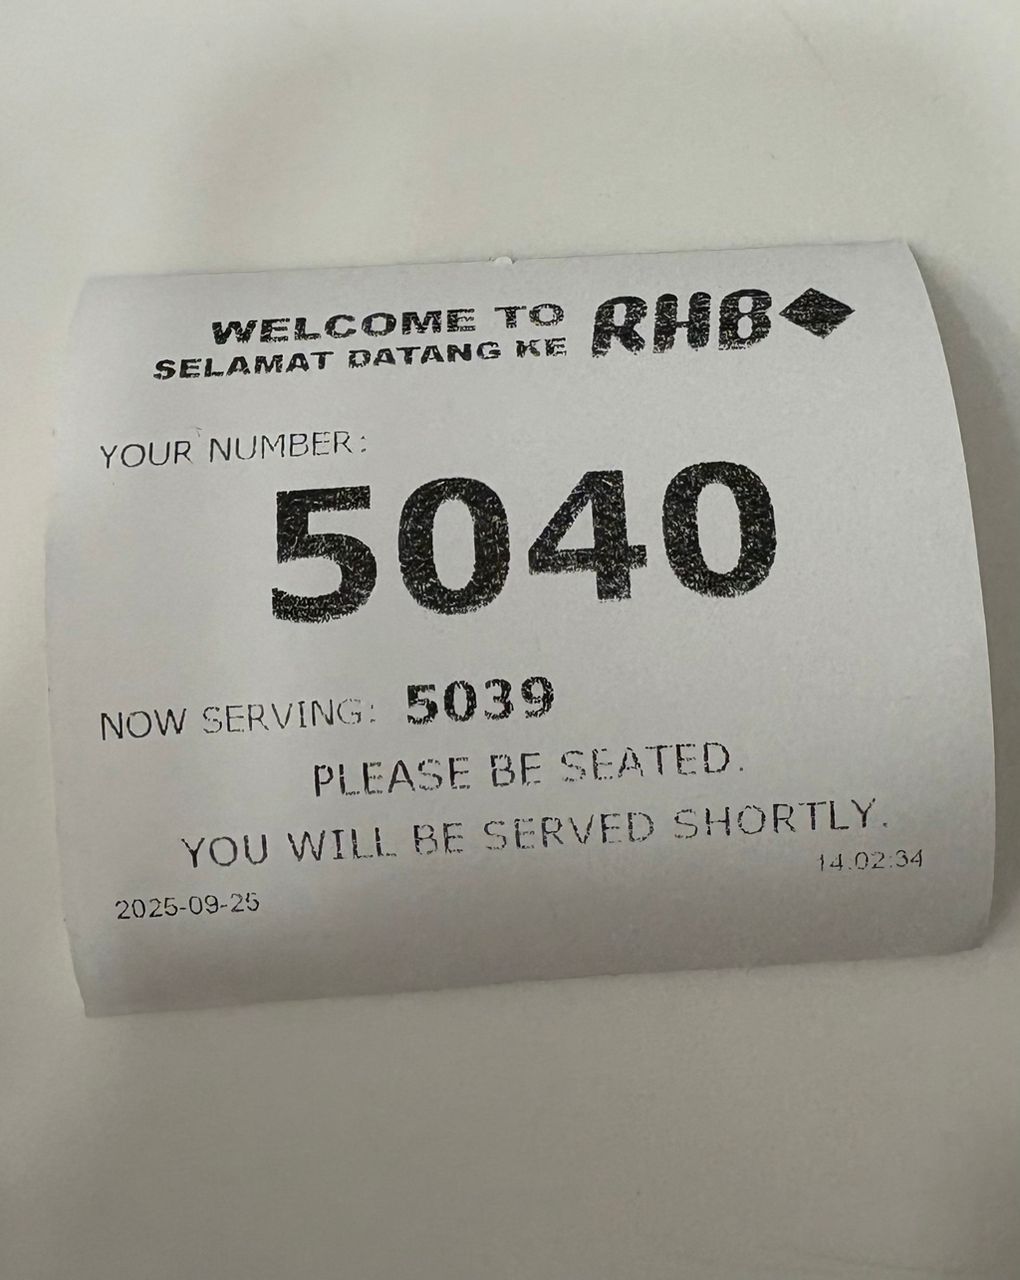 WELCOME TO RHB
SELAMAT DATANG KE
YOUR NUMBER:
5040
NOW SERVING: 5039
PLEASE BE SEATED.
YOU WILL BE SERVED SHORTLY.
14:02:34
2025-09-25